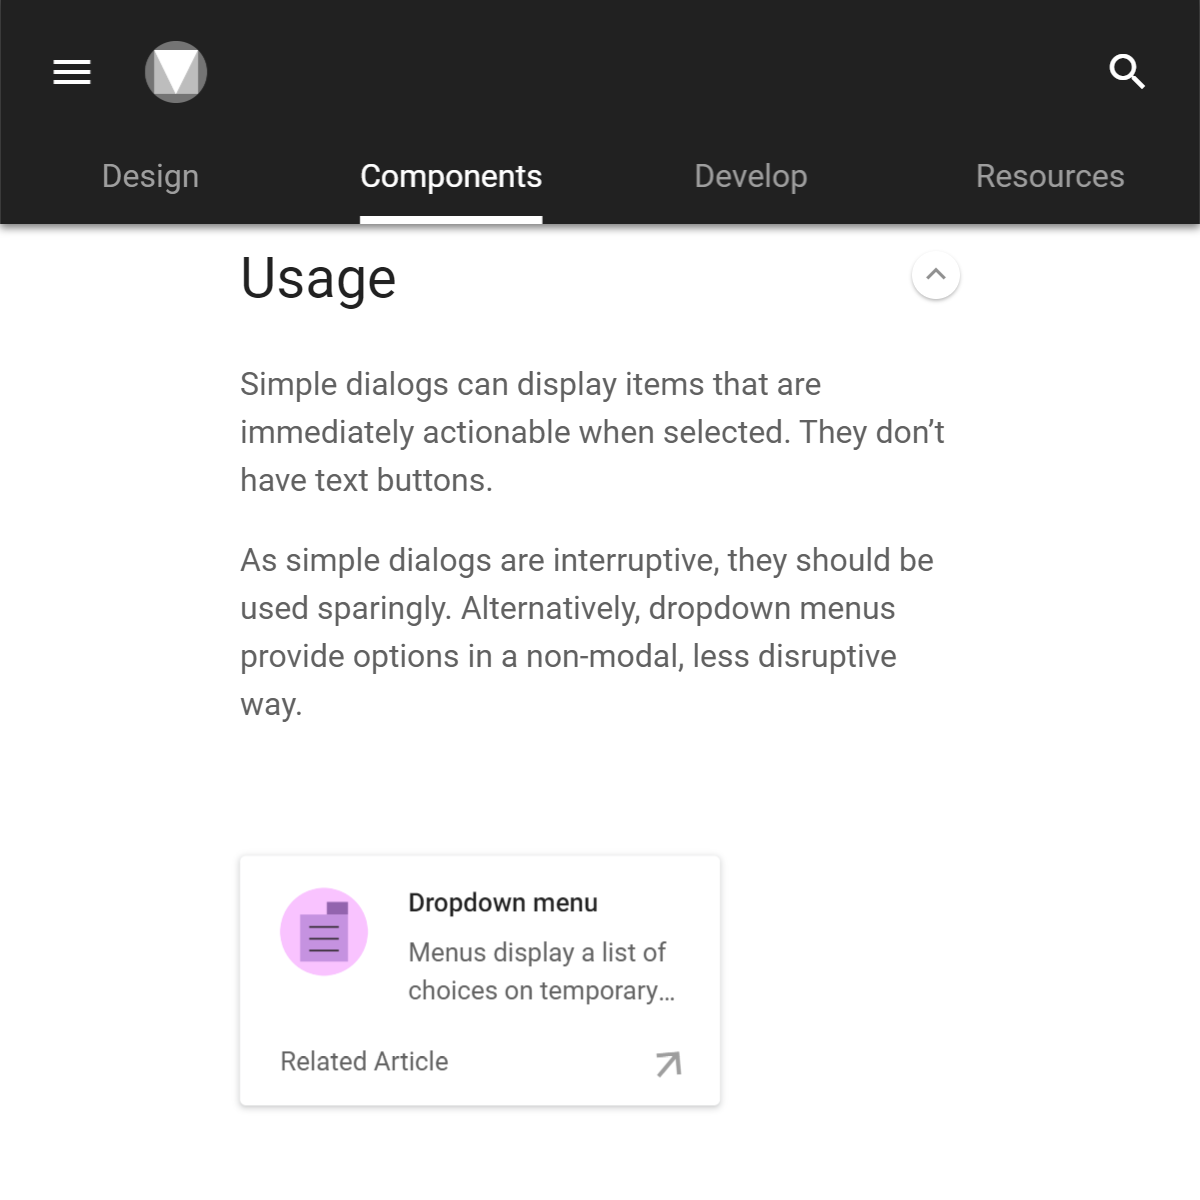 Design
Components
Develop
Resources
Usage
Simple dialogs can display items that are
immediately actionable when selected. They don’t
have text buttons.
As simple dialogs are interruptive, they should be
used sparingly. Alternatively, dropdown menus
provide options in a non-modal, less disruptive
way.
Dropdown menu
Menus display a list of
choices on temporary...
Related Article